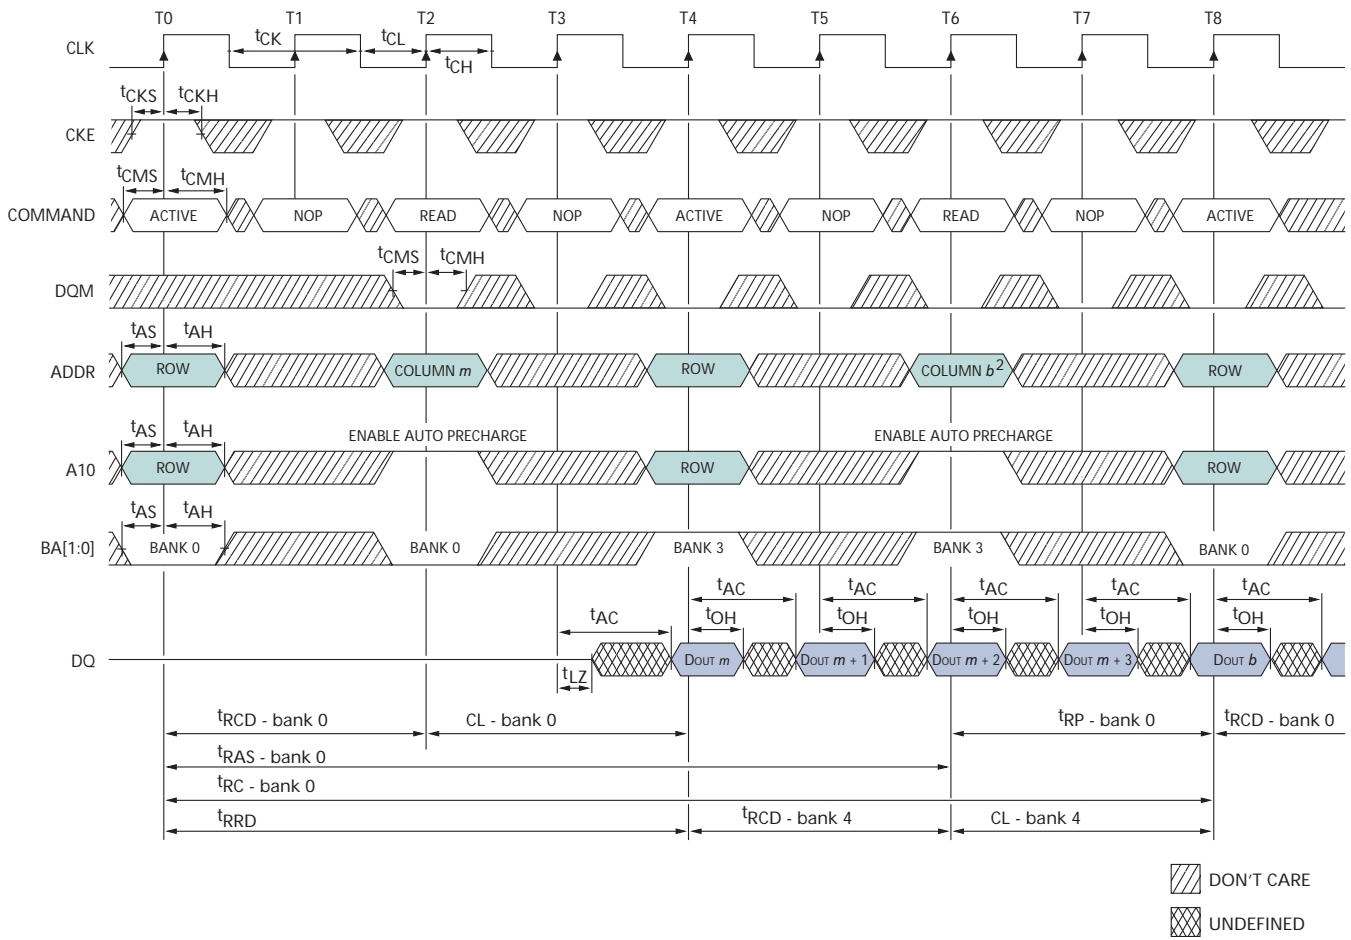 T0 T1 T2 T3 T4 T5 T6 T7 T8
CLK tCK tCL tCH
tCKS tCKH
CKE
tCMS tCMH
COMMAND ACTIVE NOP READ NOP ACTIVE NOP READ NOP ACTIVE
tCMS tCMH
DQM
tAS tAH
ADDR ROW COLUMN m ROW COLUMN b2 ROW
tAS tAH ENABLE AUTO PRECHARGE ENABLE AUTO PRECHARGE
A10 ROW ROW ROW
tAS tAH
BA[1:0] BANK 0 BANK 0 BANK 3 BANK 3 BANK 0
tAC tAC tAC tAC tAC
tAC tOH tOH tOH tOH tOH
DQ DOUT m DOUT m + 1 DOUT m + 2 DOUT m + 3 DOUT b
tLZ
tRCD - bank 0 CL - bank 0 tRP - bank 0 tRCD - bank 0
tRAS - bank 0
tRC - bank 0
tRRD tRCD - bank 4 CL - bank 4
DON'T CARE
UNDEFINED